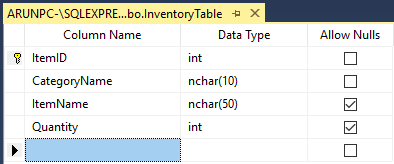 ARUNPC-\SQLEXPRE...bo.InventoryTable
Column Name Data Type Allow Nulls
ItemID int
CategoryName nchar(10)
ItemName nchar(50)
Quantity int